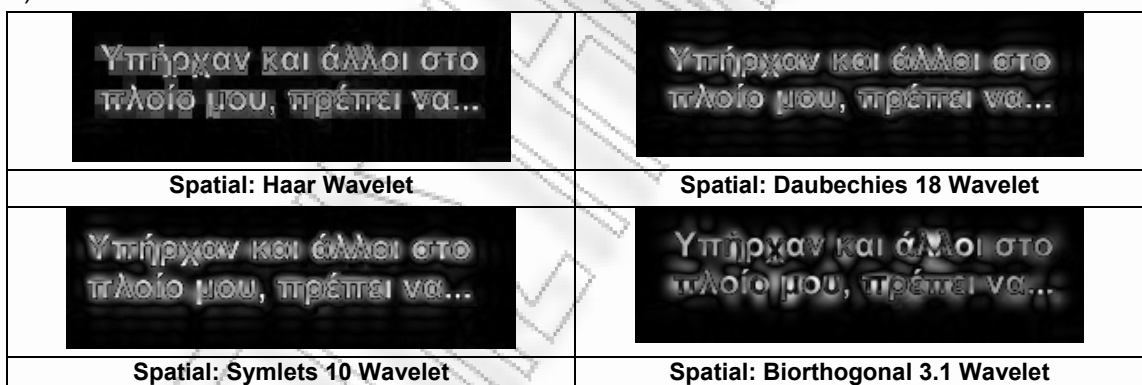 Υπήρχαν και άλλοι στο
πλοίο μου, πρέπει να...
Υπήρχαν και άλλοι στο
πλοίο μου, πρέπει να...
Spatial: Haar Wavelet
Spatial: Daubechies 18 Wavelet
Υπήρχαν και άλλοι στο
πλοίο μου, πρέπει να...
Υπήρχαν και άλλοι στο
πλοίο μου, πρέπει να...
Spatial: Symlets 10 Wavelet
Spatial: Biorthogonal 3.1 Wavelet